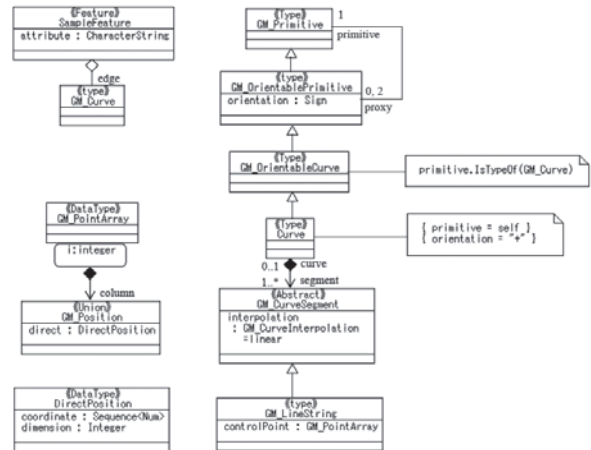 《Feature》
SampleFeature
attribute : CharacterString
edge
《type》
GM_Curve
《DataType》
GM_PointArray
i:integer
column
《Union》
GM_Position
direct : DirectPosition
《DataType》
DirectPosition
coordinate : Sequence<Num>
dimension : Integer
《Type》
GM_Primitive
1
primitive
《type》
GM_OrientablePrimitive
orientation : Sign
0, 2
proxy
《Type》
GM_OrientableCurve
primitive.IsTypeOf(GM_Curve)
《Type》
Curve
{ primitive = self }
{ orientation = "+" }
0..1
curve
1..*
segment
《Abstract》
GM_CurveSegment
interpolation
: GM_CurveInterpolation
=linear
《type》
GM_LineString
controlPoint : GM_PointArray